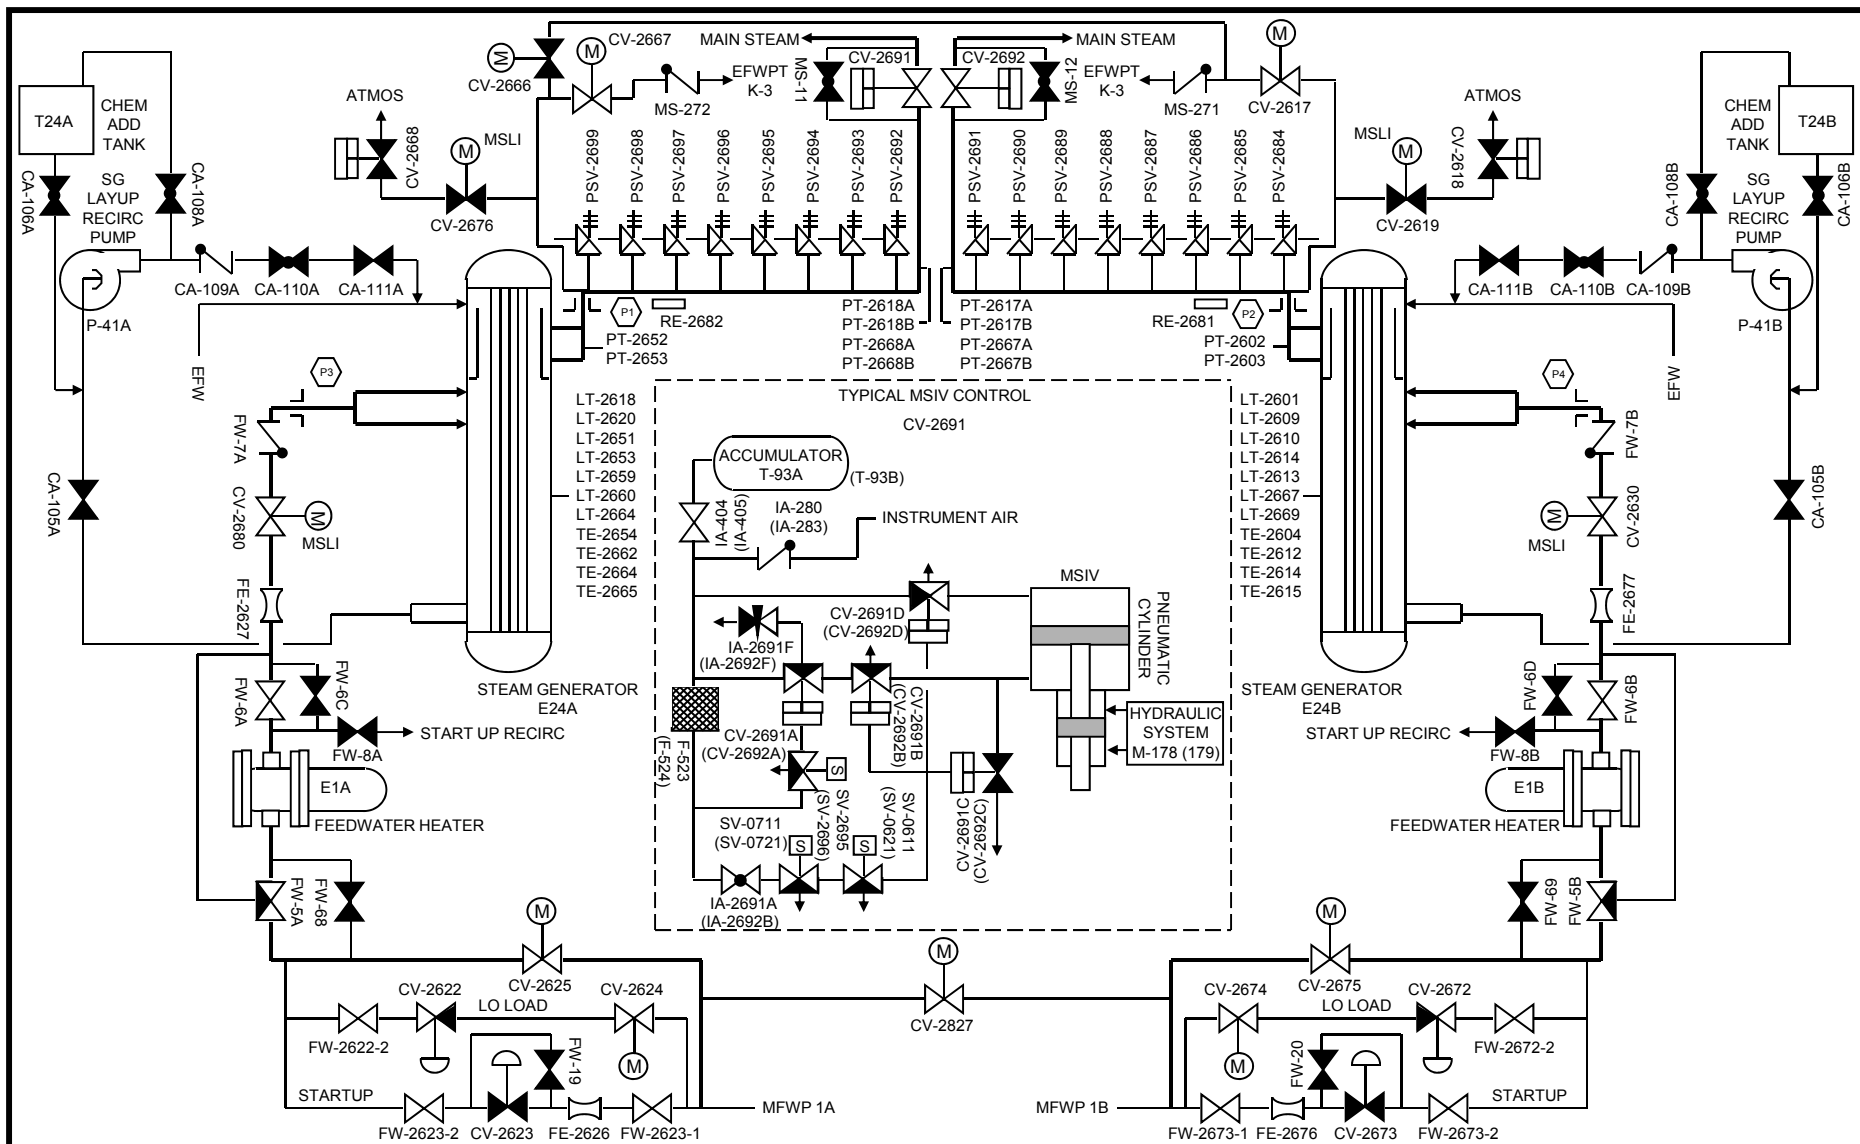 M
CV-2667
M
CV-2666
MAIN STEAM
CV-2691
MS-11
EFWPT
K-3
MS-272
MAIN STEAM
CV-2692
MS-12
EFWPT
K-3
MS-271
M
CV-2617
T24A
CHEM
ADD
TANK
CA-106A
CA-108A
SG
LAYUP
RECIRC
PUMP
P-41A
CA-109A
CA-110A
CA-111A
ATMOS
CV-2668
M
MSLI
CV-2676
PSV-2699
PSV-2698
PSV-2697
PSV-2696
PSV-2695
PSV-2694
PSV-2693
PSV-2692
PSV-2691
PSV-2690
PSV-2689
PSV-2688
PSV-2687
PSV-2686
PSV-2685
PSV-2684
MSLI
M
CV-2619
ATMOS
CV-2618
CHEM
ADD
TANK
T24B
CA-108B
CA-106B
SG
LAYUP
RECIRC
PUMP
P-41B
CA-111B
CA-110B
CA-109B
P1
RE-2682
PT-2652
PT-2653
PT-2618A
PT-2618B
PT-2668A
PT-2668B
PT-2617A
PT-2617B
PT-2667A
PT-2667B
RE-2681
P2
PT-2602
PT-2603
EFW
P3
FW-7A
CA-105A
CV-2680
M
MSLI
FE-2627
LT-2618
LT-2620
LT-2651
LT-2653
LT-2659
LT-2660
LT-2664
TE-2654
TE-2662
TE-2664
TE-2665
TYPICAL MSIV CONTROL
CV-2691
ACCUMULATOR
T-93A
(T-93B)
IA-404
(IA-405)
IA-280
(IA-283)
INSTRUMENT AIR
MSIV
PNEUMATIC
CYLINDER
CV-2691D
(CV-2692D)
IA-2691F
(IA-2692F)
CV-2691A
(CV-2692A)
CV-2691B
(CV-2692B)
F-523
(F-524)
S
SV-2695
(SV-2696)
SV-0711
(SV-0721)
S
S
SV-0611
(SV-0621)
CV-2691C
(CV-2692C)
HYDRAULIC
SYSTEM
M-178 (179)
IA-2691A
(IA-2692B)
LT-2601
LT-2609
LT-2610
LT-2614
LT-2613
LT-2667
LT-2669
TE-2604
TE-2612
TE-2614
TE-2615
EFW
P4
FW-7B
CA-105B
CV-2630
M
MSLI
FE-2677
STEAM GENERATOR
E24A
FW-6C
FW-6A
FW-8A
START UP RECIRC
E1A
FEEDWATER HEATER
FW-5A
FW-68
STEAM GENERATOR
E24B
FW-6D
FW-6B
START UP RECIRC
FW-8B
E1B
FEEDWATER HEATER
FW-69
FW-5B
M
CV-2625
CV-2622
LO LOAD
CV-2624
M
FW-2622-2
FW-19
STARTUP
FW-2623-2
CV-2623
FE-2626
FW-2623-1
MFWP 1A
M
CV-2827
M
CV-2675
CV-2674
LO LOAD
CV-2672
M
FW-2672-2
FW-20
STARTUP
MFWP 1B
FW-2673-1
FE-2676
CV-2673
FW-2673-2